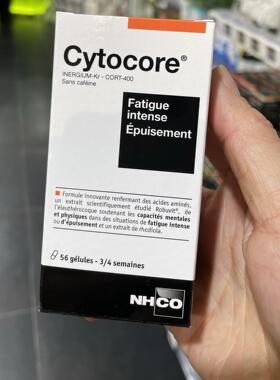 Cytocore®
INERGIUM-Kr - CORT-400
Sans caféine
Fatigue
intense
Épuisement
Formule innovante renfermant des acides aminés,
un extrait scientifiquement étudié Robuvit®, de
l'éleuthérocoque soutenant les capacités mentales
et physiques dans des situations de fatigue intense
ou d'épuisement et un extrait de rhodiola.
56 gélules - 3/4 semaines
NHCO